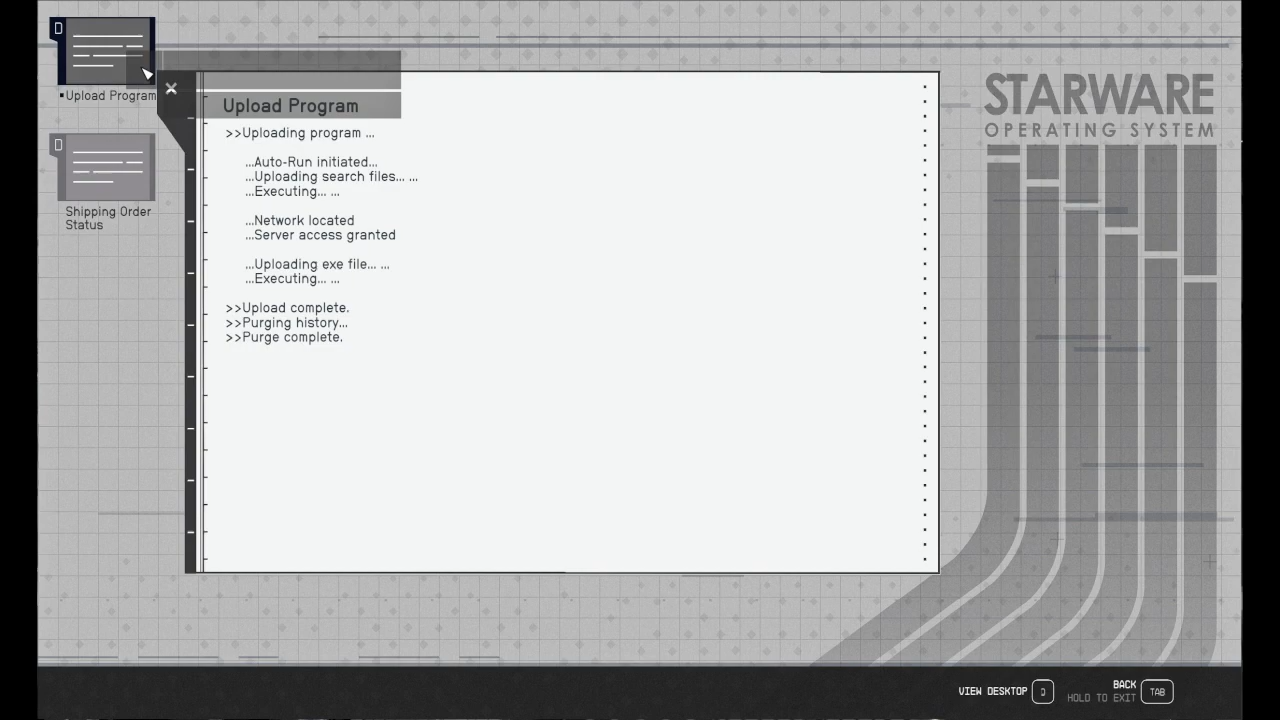 D
Upload Program
D
Shipping Order
Status
Upload Program
>>Uploading program ...
...Auto-Run initiated...
...Uploading search files... ...
...Executing... ...
...Network located
...Server access granted
...Uploading exe file... ...
...Executing... ...
>>Upload complete.
>>Purging history...
>>Purge complete.
STARWARE
OPERATING SYSTEM
VIEW DESKTOP
BACK
HOLD TO EXIT
TAB